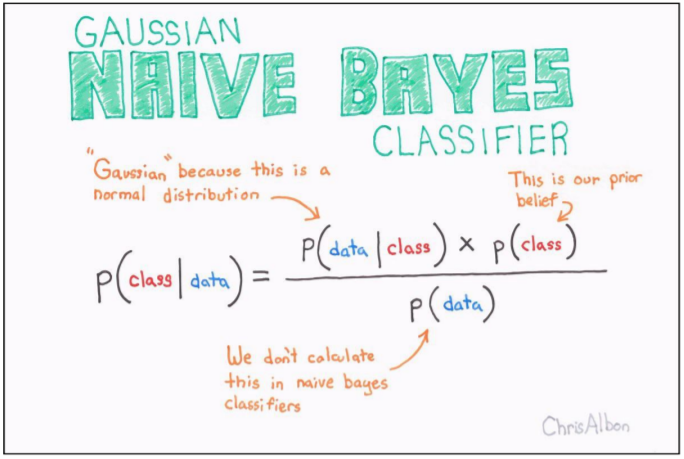 GAUSSIAN
NAIVE BAYES
CLASSIFIER
"Gaussian" because this is a
normal distribution
This is our prior
belief
P(data|class) × p(class)
p(class|data) =
p(data)
We don't calculate
this in naive bayes
classifiers
ChrisAlbon